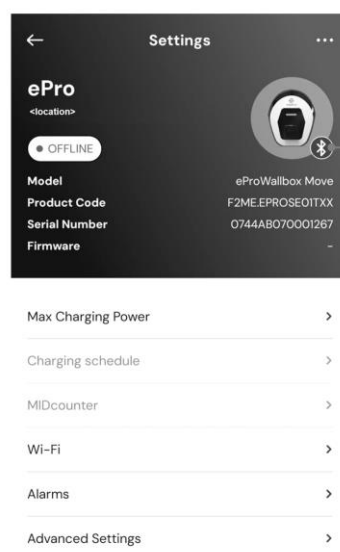 Settings
ePro
<location>
OFFLINE
Model eProWallbox Move
Product Code F2ME.EPROSE01TXX
Serial Number 0744AB070001267
Firmware -
Max Charging Power
Charging schedule
MIDcounter
Wi-Fi
Alarms
Advanced Settings